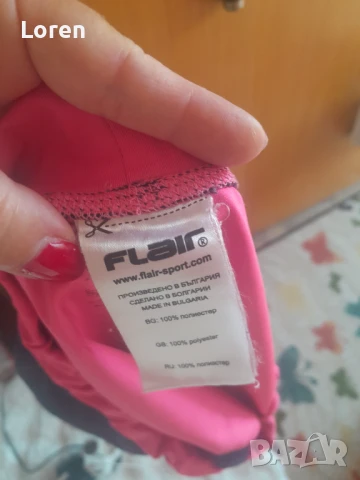 Loren
FLAIR®
www.flair-sport.com
ПРОИЗВЕДЕНО В БЪЛГАРИЯ
СДЕЛАНО В БОЛГАРИИ
MADE IN BULGARIA
BG: 100% полиестер
GB: 100% polyester
RU: 100% полиэстер
BAZAR